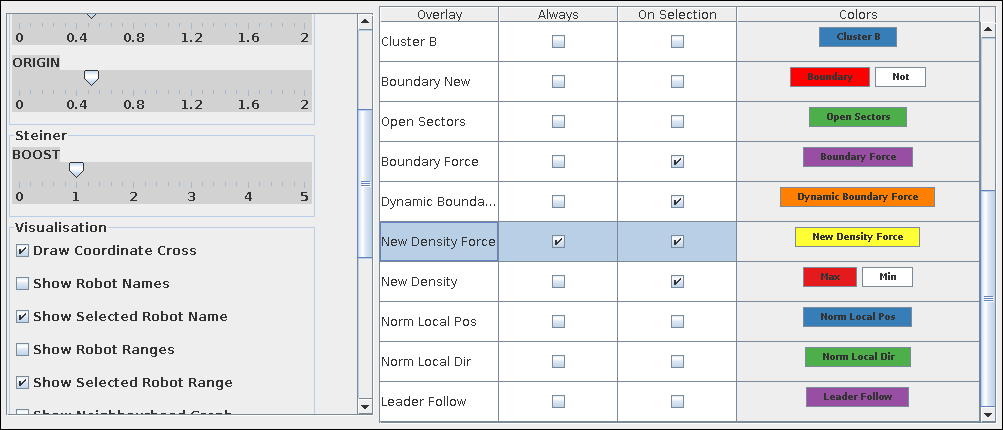 0 0.4 0.8 1.2 1.6 2
ORIGIN
0 0.4 0.8 1.2 1.6 2
Steiner
BOOST
0 1 2 3 4 5
Visualisation
Draw Coordinate Cross
Show Robot Names
Show Selected Robot Name
Show Robot Ranges
Show Selected Robot Range
Show Neighbourhood Graph
Overlay Always On Selection Colors
Cluster B Cluster B
Boundary New Boundary Not
Open Sectors Open Sectors
Boundary Force Boundary Force
Dynamic Bounda... Dynamic Boundary Force
New Density Force New Density Force
New Density Max Min
Norm Local Pos Norm Local Pos
Norm Local Dir Norm Local Dir
Leader Follow Leader Follow